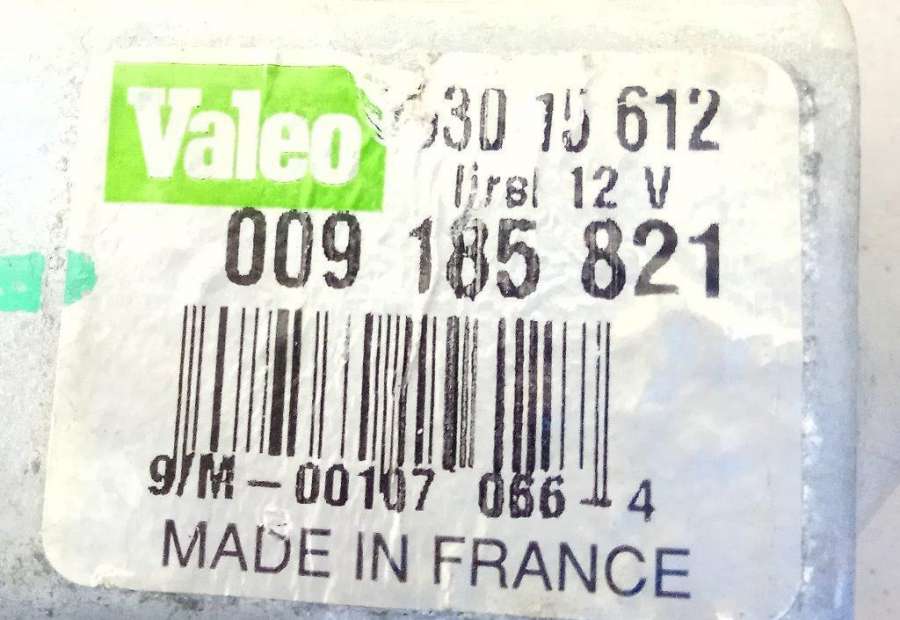 Valeo 530 15 612
12 V
009 185 821
9/M-00107 066-4
MADE IN FRANCE